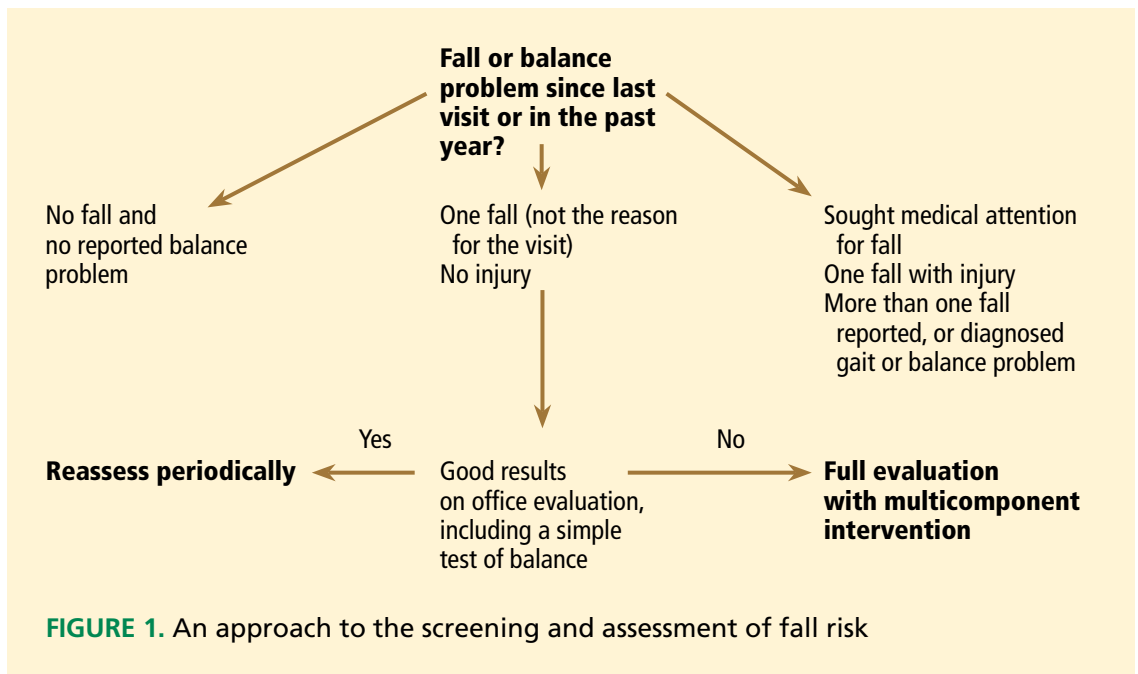 Fall or balance
problem since last
visit or in the past
year?
No fall and
no reported balance
problem
One fall (not the reason
for the visit)
No injury
Sought medical attention
for fall
One fall with injury
More than one fall
reported, or diagnosed
gait or balance problem
Yes
No
Reassess periodically
Good results
on office evaluation,
including a simple
test of balance
Full evaluation
with multicomponent
intervention
FIGURE 1. An approach to the screening and assessment of fall risk